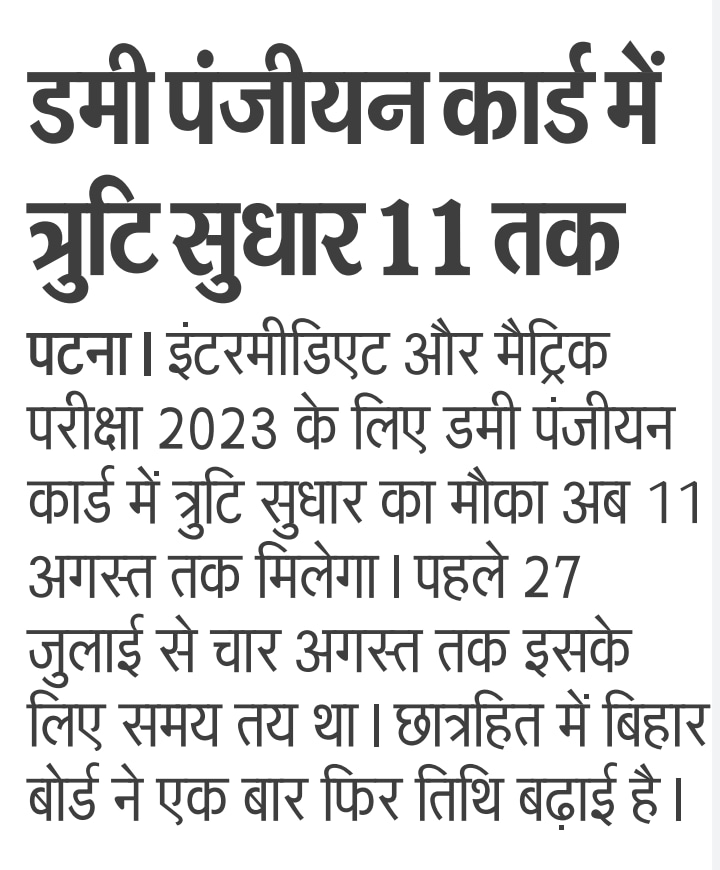 डमी पंजीयन कार्ड में
त्रुटि सुधार 11 तक
पटना। इंटरमीडिएट और मैट्रिक
परीक्षा 2023 के लिए डमी पंजीयन
कार्ड में त्रुटि सुधार का मौका अब 11
अगस्त तक मिलेगा। पहले 27
जुलाई से चार अगस्त तक इसके
लिए समय तय था। छात्रहित में बिहार
बोर्ड ने एक बार फिर तिथि बढ़ाई है।